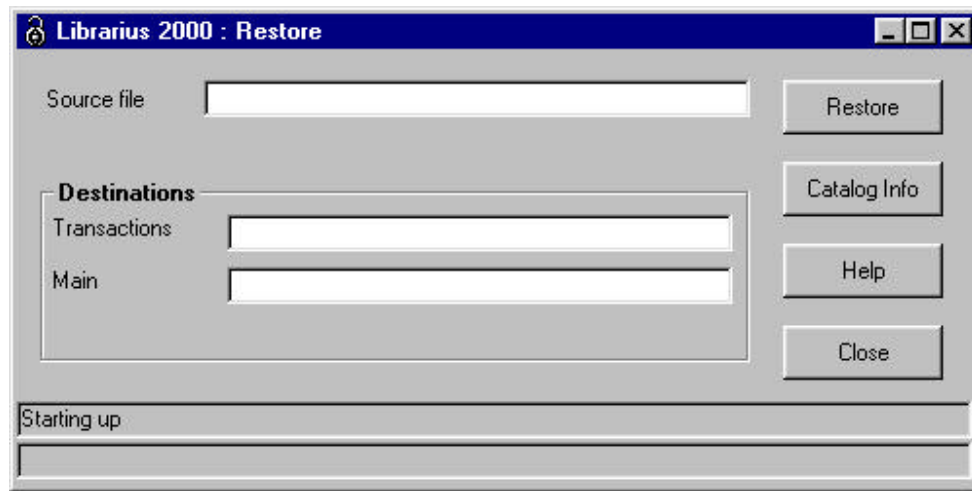 Librarius 2000 : Restore
Source file
Restore
Destinations
Catalog Info
Transactions
Main
Help
Close
Starting up